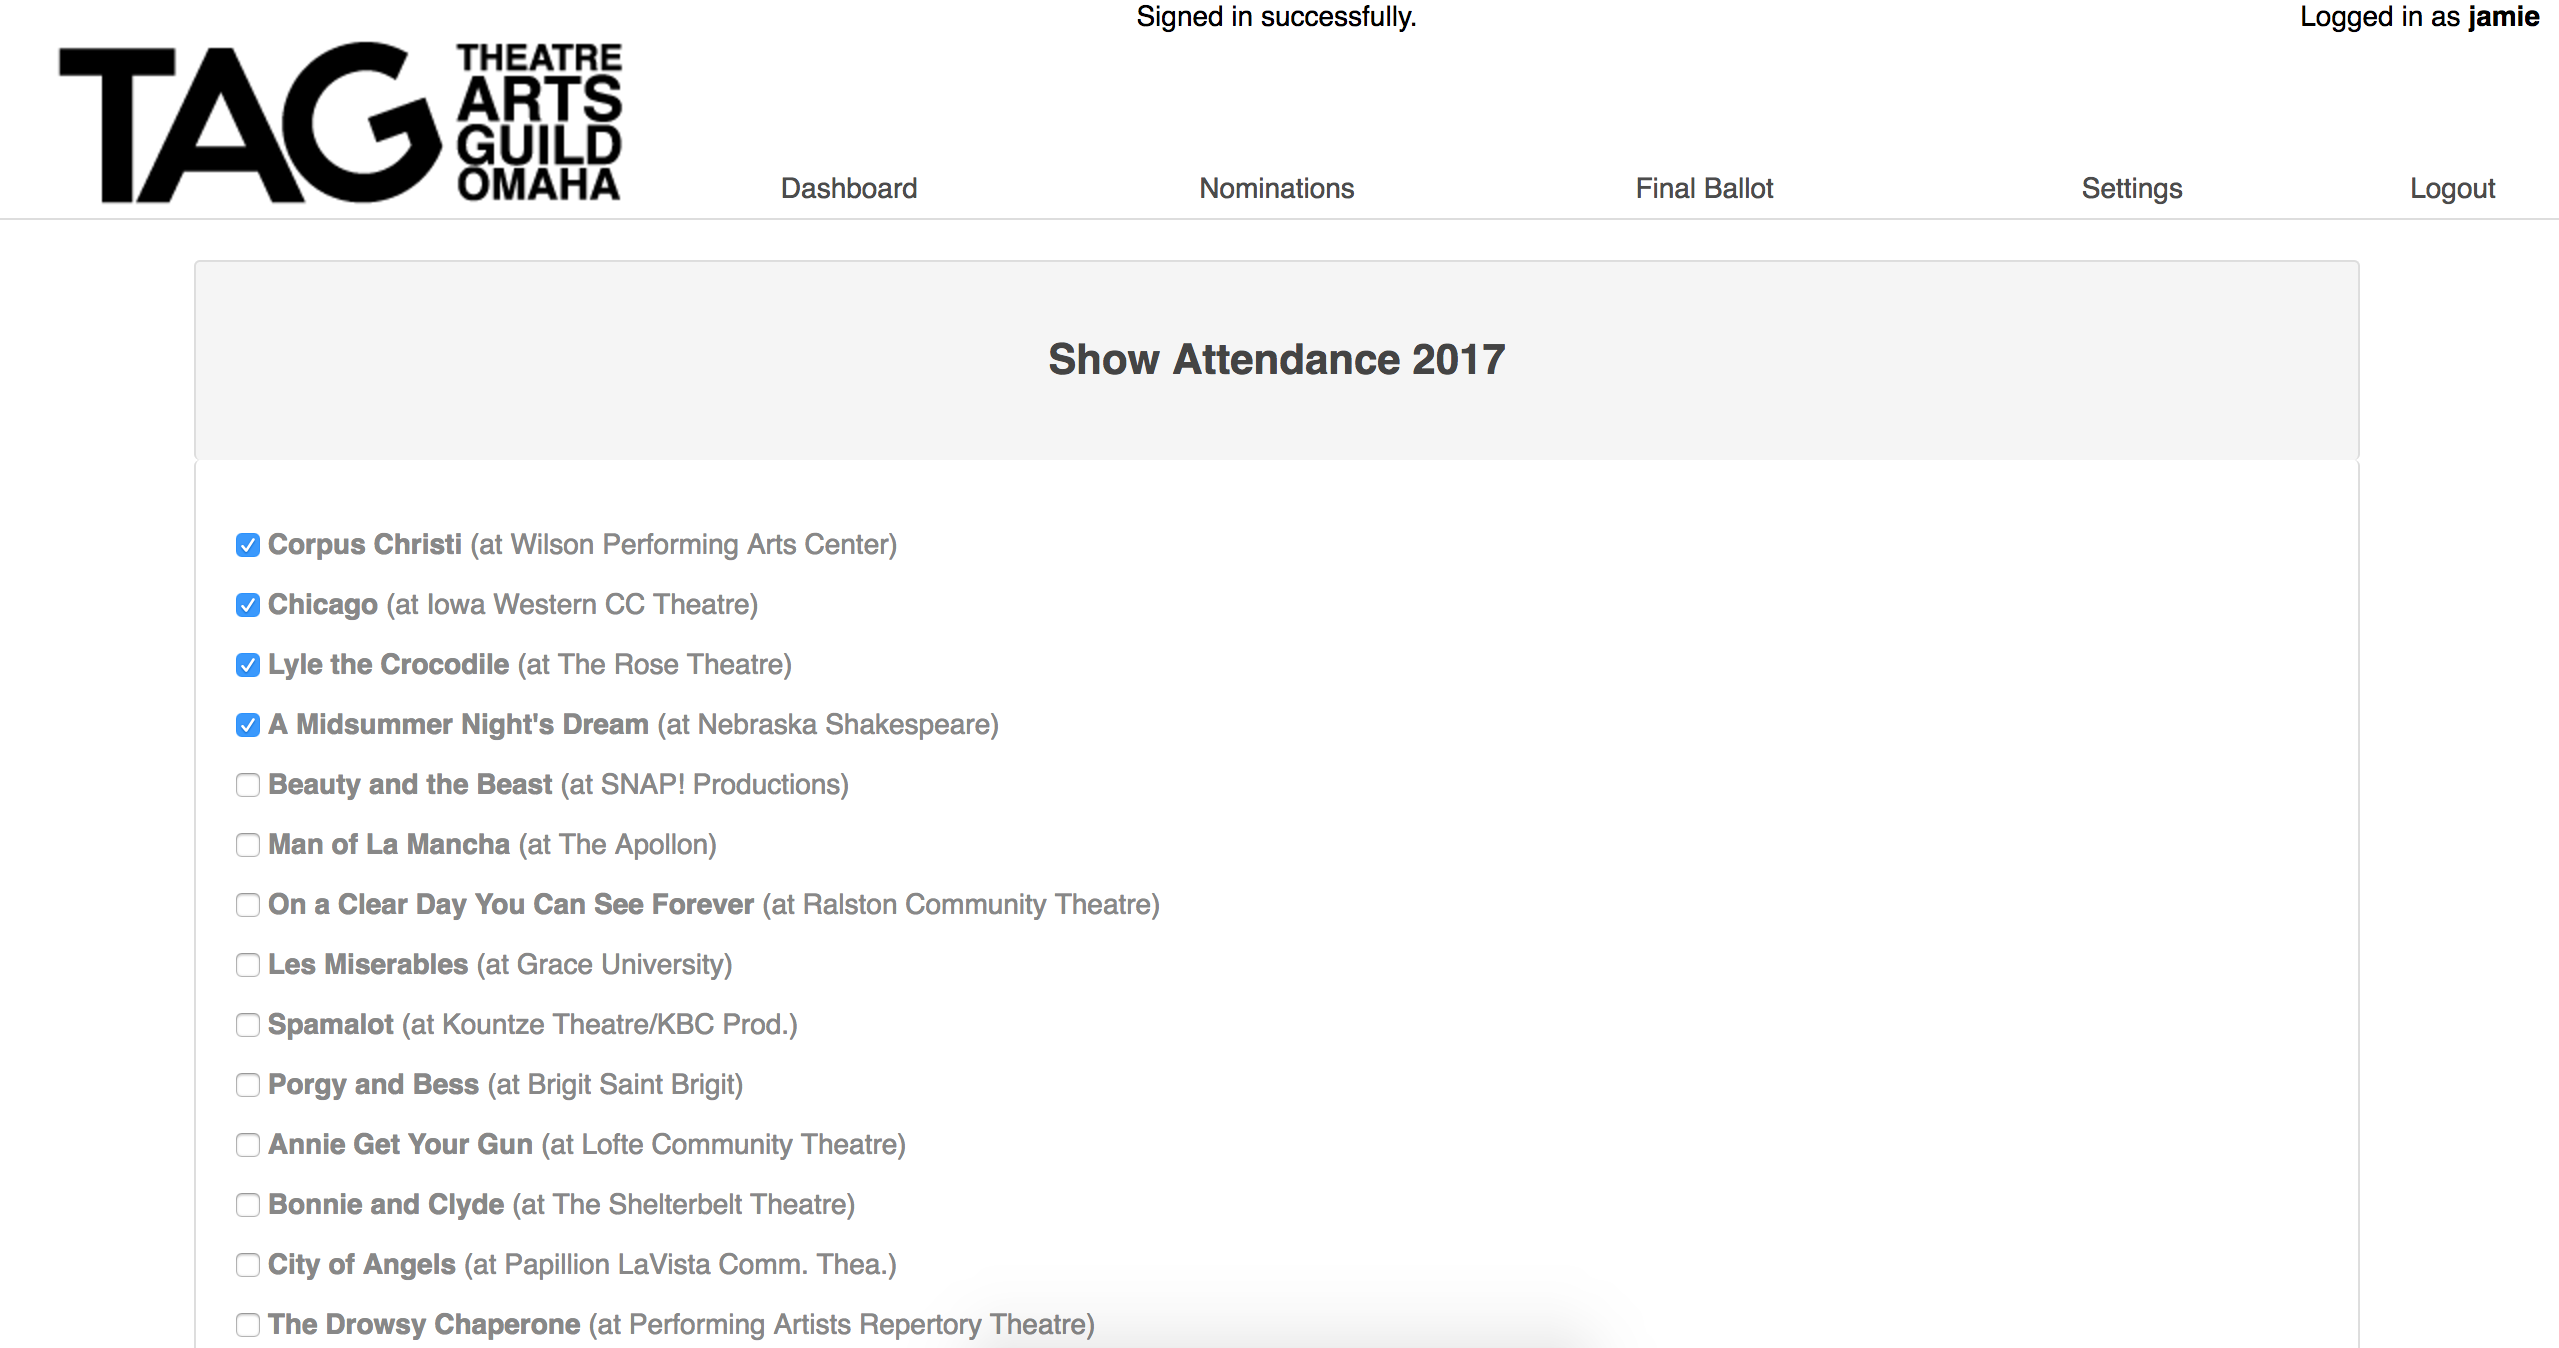 Signed in successfully.
Logged in as jamie
TAG THEATRE
ARTS
GUILD
OMAHA
Dashboard Nominations Final Ballot Settings Logout
Show Attendance 2017
Corpus Christi (at Wilson Performing Arts Center)
Chicago (at Iowa Western CC Theatre)
Lyle the Crocodile (at The Rose Theatre)
A Midsummer Night's Dream (at Nebraska Shakespeare)
Beauty and the Beast (at SNAP! Productions)
Man of La Mancha (at The Apollon)
On a Clear Day You Can See Forever (at Ralston Community Theatre)
Les Miserables (at Grace University)
Spamalot (at Kountze Theatre/KBC Prod.)
Porgy and Bess (at Brigit Saint Brigit)
Annie Get Your Gun (at Lofte Community Theatre)
Bonnie and Clyde (at The Shelterbelt Theatre)
City of Angels (at Papillion LaVista Comm. Thea.)
The Drowsy Chaperone (at Performing Artists Repertory Theatre)